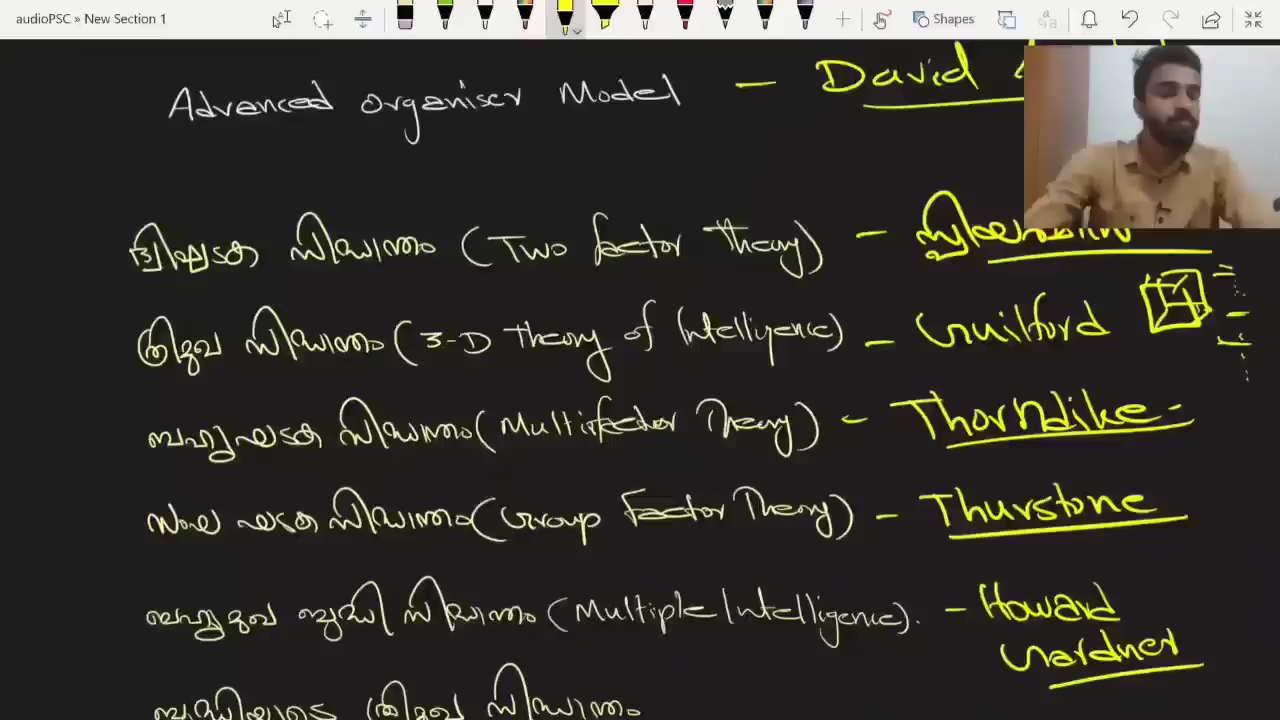 audioPSC » New Section 1
Shapes
Advanced Organiser Model – David
ദ്വിഘടക സിദ്ധാന്തം (Two factor Theory) –
ത്രിമുഖ സിദ്ധാന്തം (3-D Theory of Intelligence) – Guilford
ബഹുഘടക സിദ്ധാന്തം (Multifactor Theory) – Thorndike
സംഘ ഘടക സിദ്ധാന്തം (Group Factor Theory) – Thurstone
ബഹുമുഖ ബുദ്ധി സിദ്ധാന്തം (Multiple Intelligence). – Howard
Gardner
ബുദ്ധിയുടെ ത്രിമുഖ സിദ്ധാന്തം